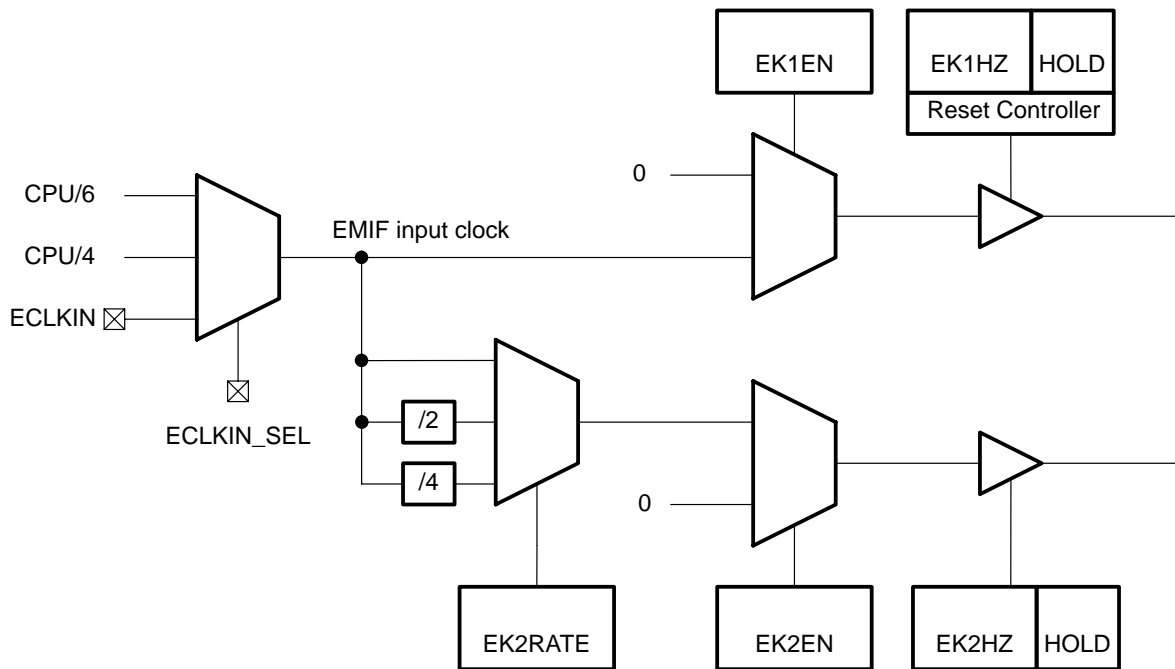 EK1EN
EK1HZ
HOLD
Reset Controller
0
CPU/6
EMIF input clock
CPU/4
ECLKIN
/2
ECLKIN_SEL
/4
0
EK2RATE
EK2EN
EK2HZ
HOLD